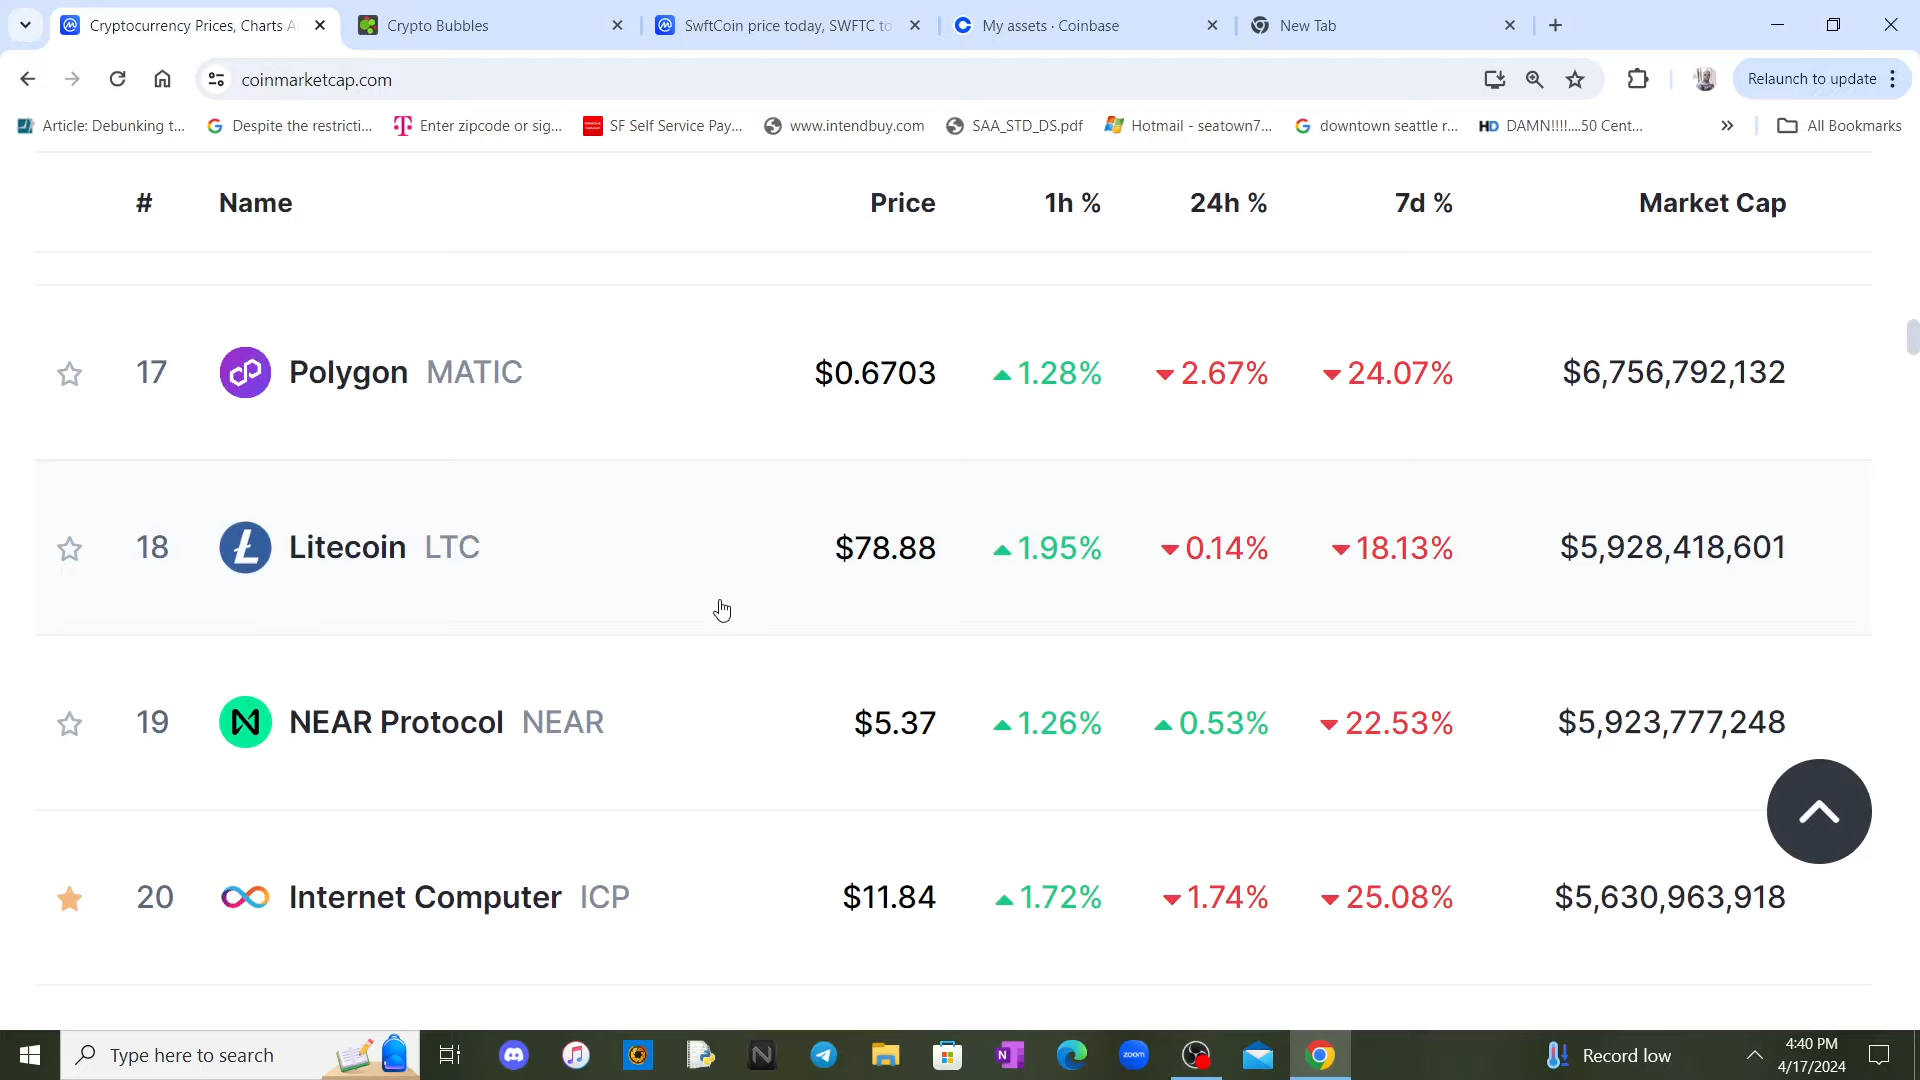 Cryptocurrency Prices, Charts A
Crypto Bubbles
SwftCoin price today, SWFTC to
My assets · Coinbase
New Tab
coinmarketcap.com
Relaunch to update
Article: Debunking t...
Despite the restricti...
Enter zipcode or sig...
SF Self Service Pay...
www.intendbuy.com
SAA_STD_DS.pdf
Hotmail - seatown7...
downtown seattle r...
HD DAMN!!!!....50 Cent...
All Bookmarks
# Name Price 1h % 24h % 7d % Market Cap
17 Polygon MATIC $0.6703 1.28% 2.67% 24.07% $6,756,792,132
18 Litecoin LTC $78.88 1.95% 0.14% 18.13% $5,928,418,601
19 NEAR Protocol NEAR $5.37 1.26% 0.53% 22.53% $5,923,777,248
20 Internet Computer ICP $11.84 1.72% 1.74% 25.08% $5,630,963,918
Type here to search
zoom
Record low
4:40 PM
4/17/2024